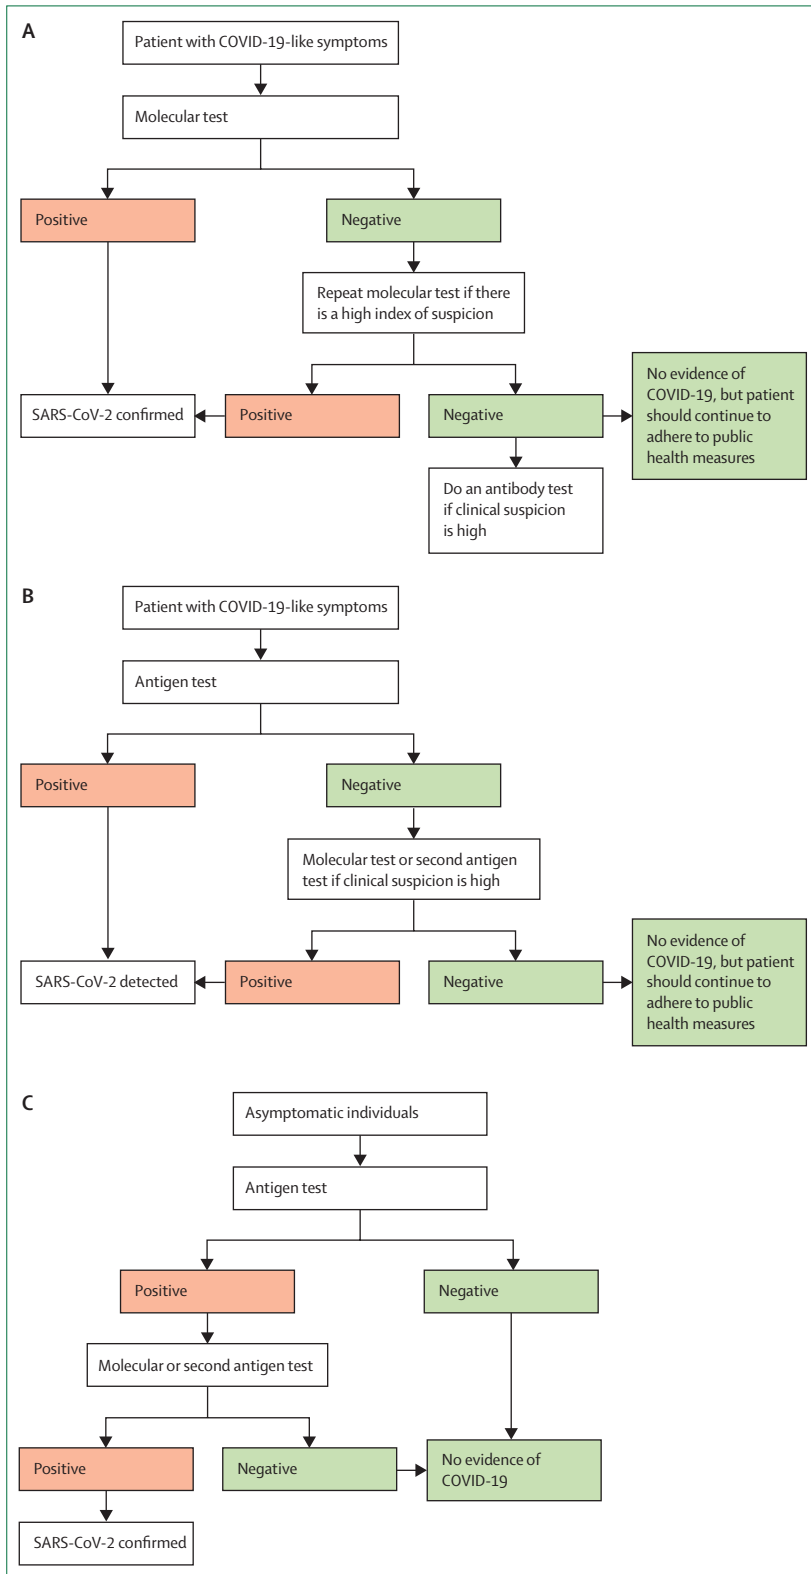 A
Patient with COVID-19-like symptoms
Molecular test
Positive
Negative
Repeat molecular test if there
is a high index of suspicion
SARS-CoV-2 confirmed
Positive
Negative
No evidence of
COVID-19, but patient
should continue to
adhere to public
health measures
Do an antibody test
if clinical suspicion
is high
B
Patient with COVID-19-like symptoms
Antigen test
Positive
Negative
Molecular test or second antigen
test if clinical suspicion is high
SARS-CoV-2 detected
Positive
Negative
No evidence of
COVID-19, but patient
should continue to
adhere to public
health measures
C
Asymptomatic individuals
Antigen test
Positive
Negative
Molecular or second antigen test
Positive
Negative
No evidence of
COVID-19
SARS-CoV-2 confirmed